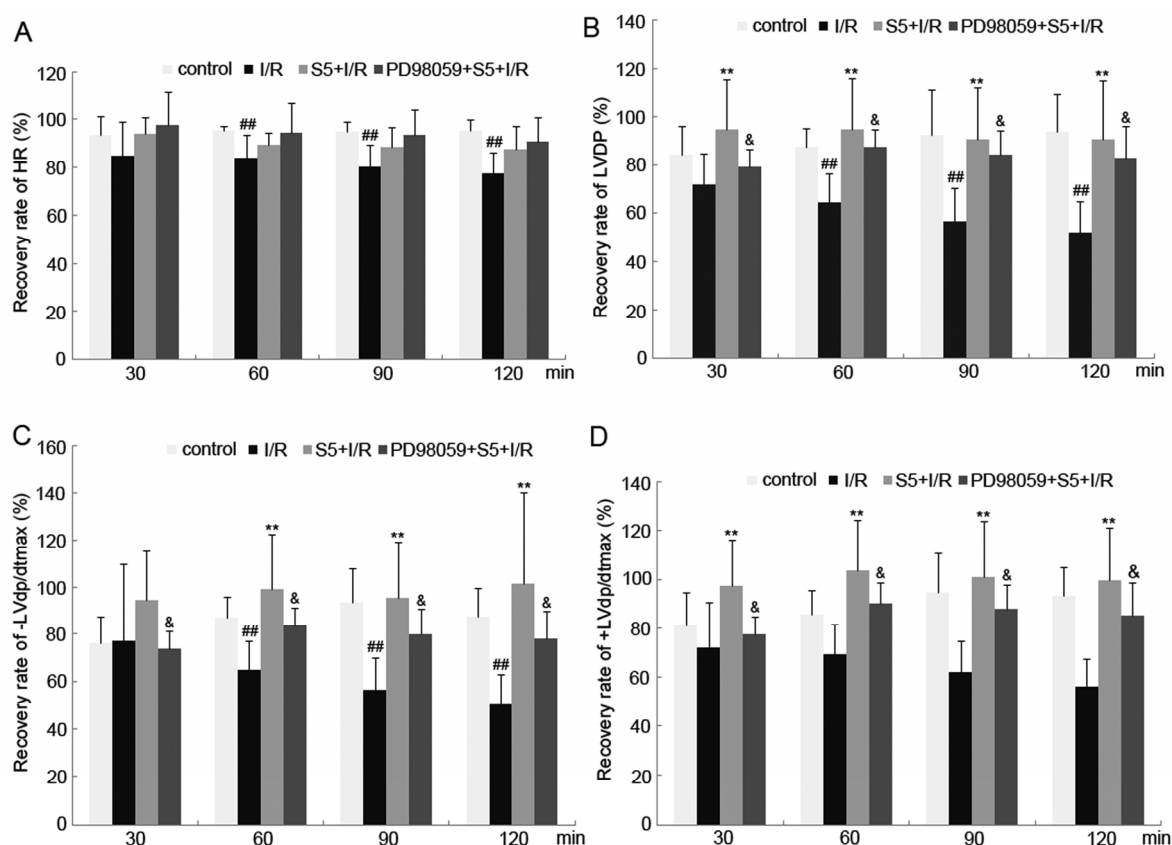 A
control I/R S5+I/R PD98059+S5+I/R
Recovery rate of HR (%)
120
100
80
60
40
20
0
## ## ##
30 60 90 120 min
B
control I/R S5+I/R PD98059+S5+I/R
Recovery rate of LVDP (%)
140
120
100
80
60
40
20
0
** ** ** **
& & & &
## ## ##
30 60 90 120 min
C
control I/R S5+I/R PD98059+S5+I/R
Recovery rate of -LVdp/dtmax (%)
160
140
120
100
80
60
40
20
0
** ** **
& & & &
## ## ##
30 60 90 120 min
D
control I/R S5+I/R PD98059+S5+I/R
Recovery rate of +LVdp/dtmax (%)
140
120
100
80
60
40
20
0
** ** ** **
& & & &
30 60 90 120 min